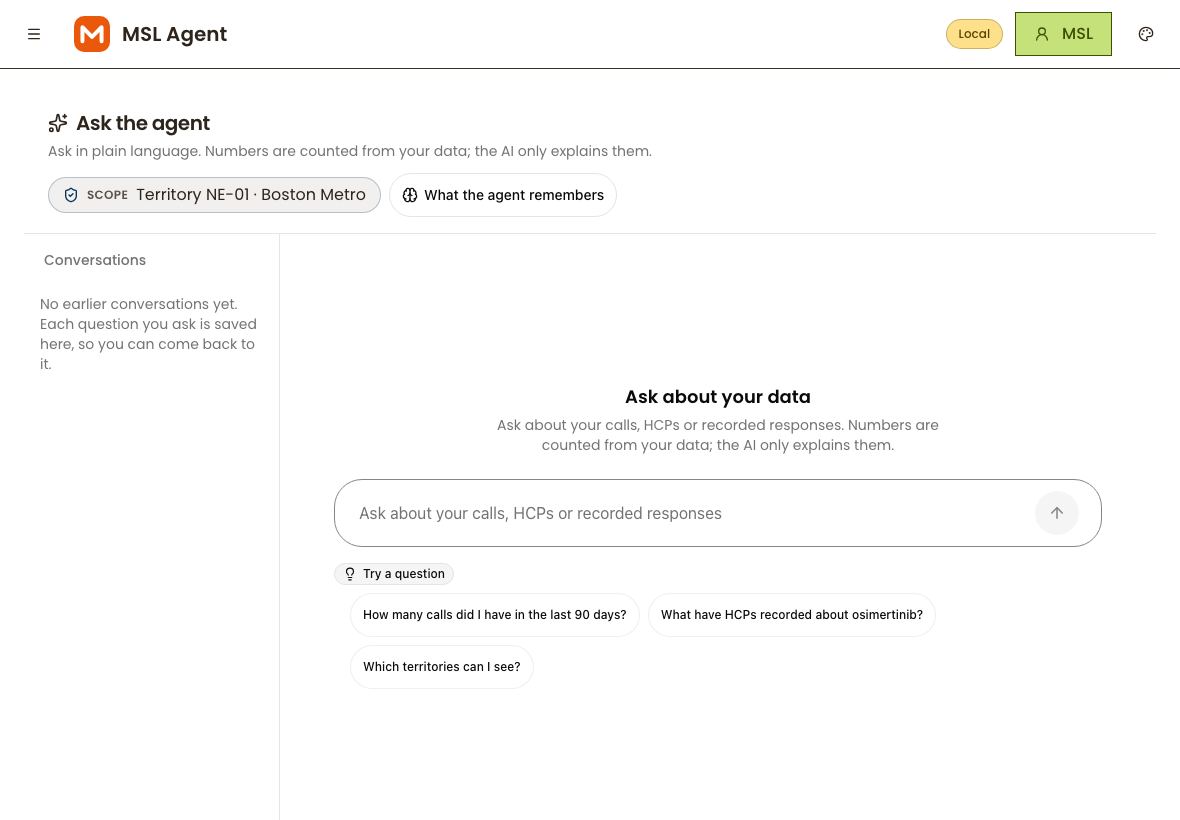 MSL Agent
Local
MSL
Ask the agent
Ask in plain language. Numbers are counted from your data; the AI only explains them.
SCOPE Territory NE-01 · Boston Metro
What the agent remembers
Conversations
No earlier conversations yet.
Each question you ask is saved
here, so you can come back to
it.
Ask about your data
Ask about your calls, HCPs or recorded responses. Numbers are
counted from your data; the AI only explains them.
Ask about your calls, HCPs or recorded responses
Try a question
How many calls did I have in the last 90 days?
What have HCPs recorded about osimertinib?
Which territories can I see?